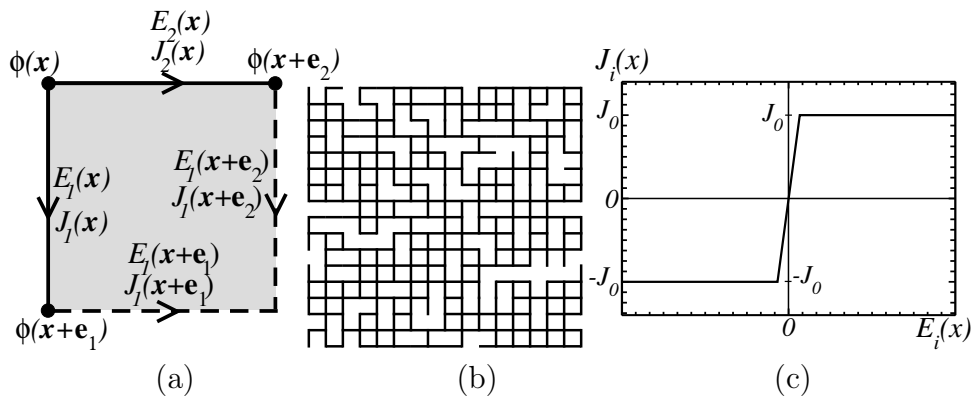 E₂(x)
J₂(x)
ϕ(x)
ϕ(x+e₂)
E₁(x)
J₁(x)
E₁(x+e₂)
J₁(x+e₂)
E₁(x+e₁)
J₁(x+e₁)
ϕ(x+e₁)
(a)
(b)
Jᵢ(x)
J₀
J₀
0
-J₀
-J₀
0
Eᵢ(x)
(c)